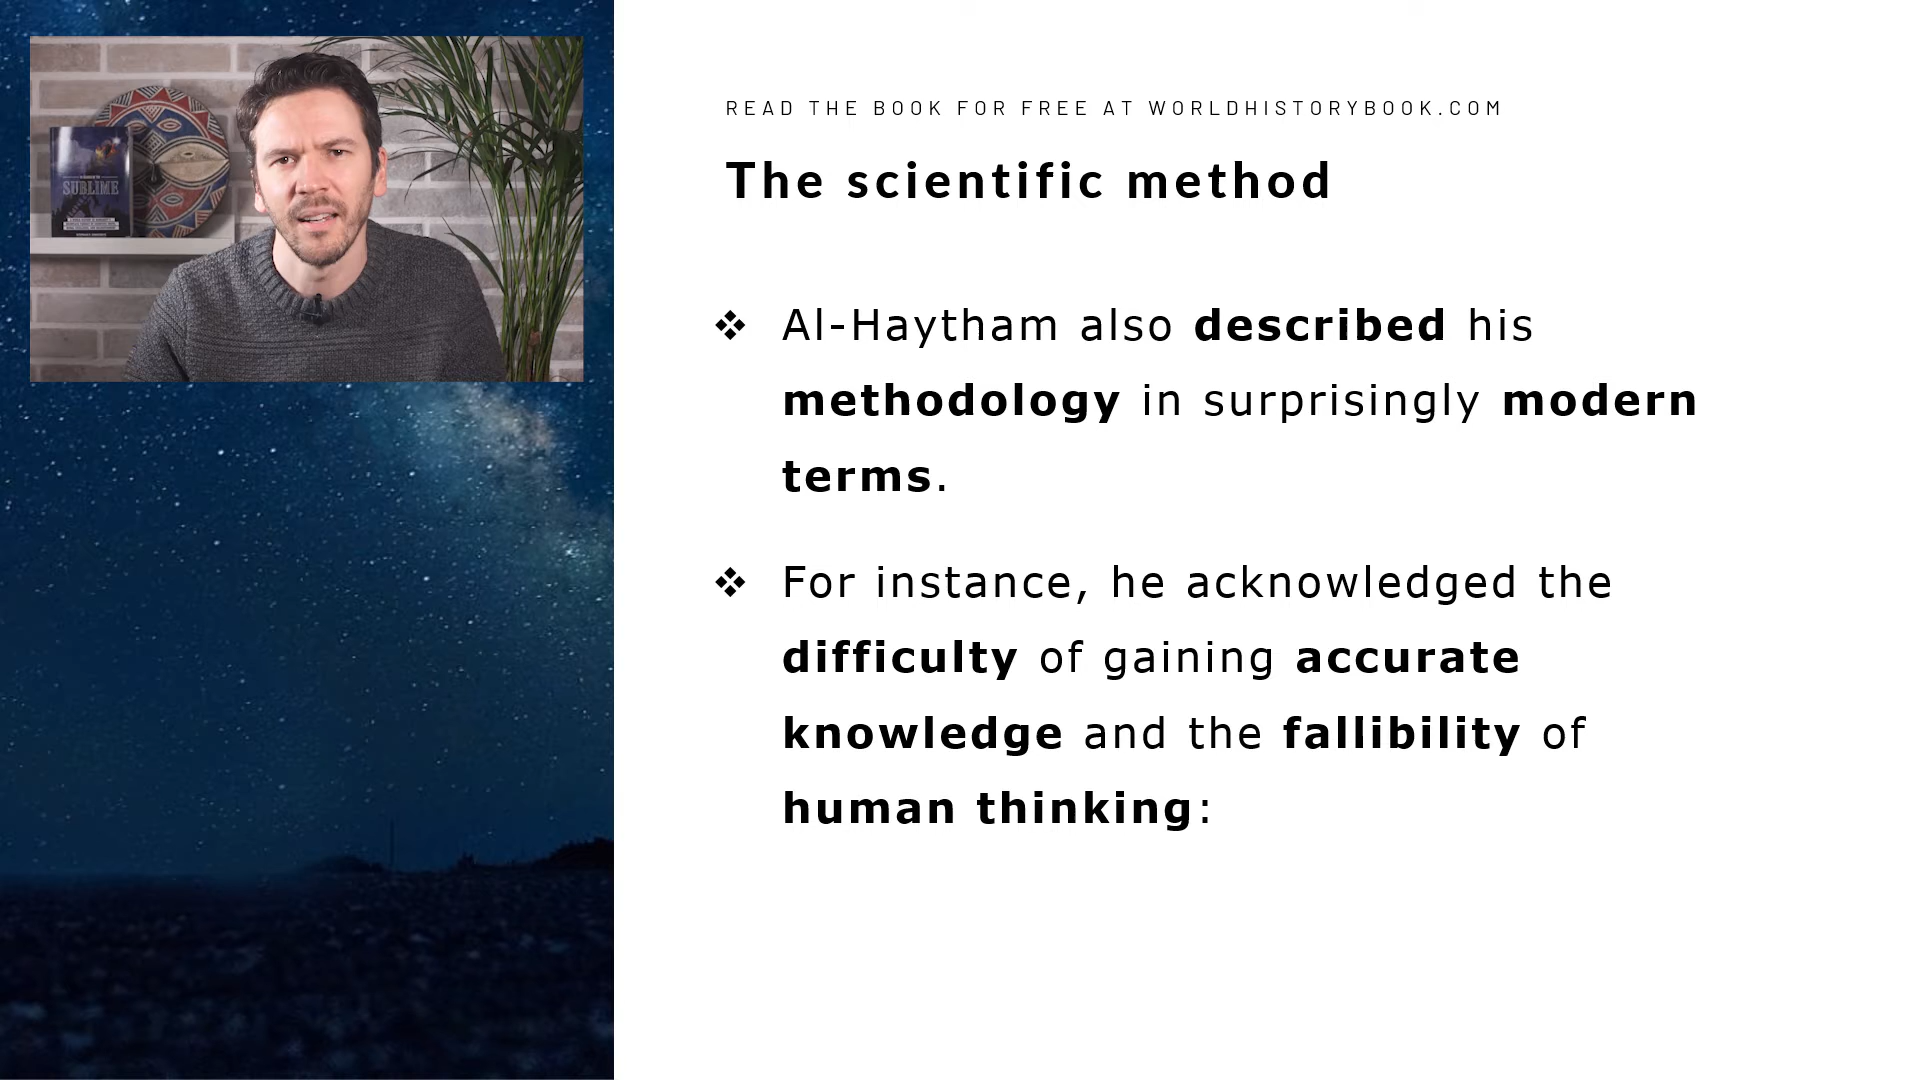 READ THE BOOK FOR FREE AT WORLDHISTORYBOOK.COM
The scientific method
❖ Al-Haytham also described his
methodology in surprisingly modern
terms.
❖ For instance, he acknowledged the
difficulty of gaining accurate
knowledge and the fallibility of
human thinking:
SUBLIME